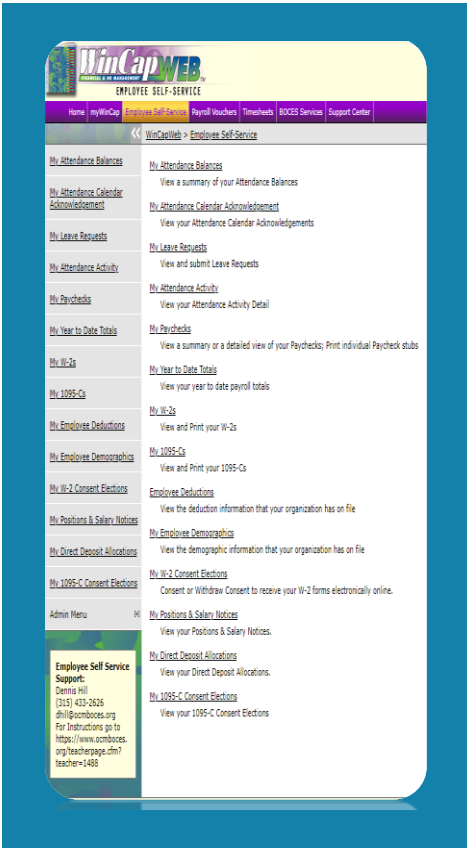 WinCapWEB
FINANCIAL & HR MANAGEMENT
TM
EMPLOYEE SELF-SERVICE
Home myWinCap Employee Self-Service Payroll Vouchers Timesheets BOCES Services Support Center
WinCapWeb > Employee Self-Service
My Attendance Balances
My Attendance Calendar
Acknowledgement
My Leave Requests
My Attendance Activity
My Paychecks
My Year to Date Totals
My W-2s
My 1095-Cs
My Employee Deductions
My Employee Demographics
My W-2 Consent Elections
My Positions & Salary Notices
My Direct Deposit Allocations
My 1095-C Consent Elections
Admin Menu
Employee Self Service
Support:
Dennis Hill
(315) 433-2626
dhill@ocmboces.org
For Instructions go to
https://www.ocmboces.
org/teacherpage.cfm?
teacher=1488
My Attendance Balances
View a summary of your Attendance Balances
My Attendance Calendar Acknowledgement
View your Attendance Calendar Acknowledgements
My Leave Requests
View and submit Leave Requests
My Attendance Activity
View your Attendance Activity Detail
My Paychecks
View a summary or a detailed view of your Paychecks; Print individual Paycheck stubs
My Year to Date Totals
View your year to date payroll totals
My W-2s
View and Print your W-2s
My 1095-Cs
View and Print your 1095-Cs
Employee Deductions
View the deduction information that your organization has on file
My Employee Demographics
View the demographic information that your organization has on file
My W-2 Consent Elections
Consent or Withdraw Consent to receive your W-2 forms electronically online.
My Positions & Salary Notices
View your Positions & Salary Notices.
My Direct Deposit Allocations
View your Direct Deposit Allocations.
My 1095-C Consent Elections
View your 1095-C Consent Elections